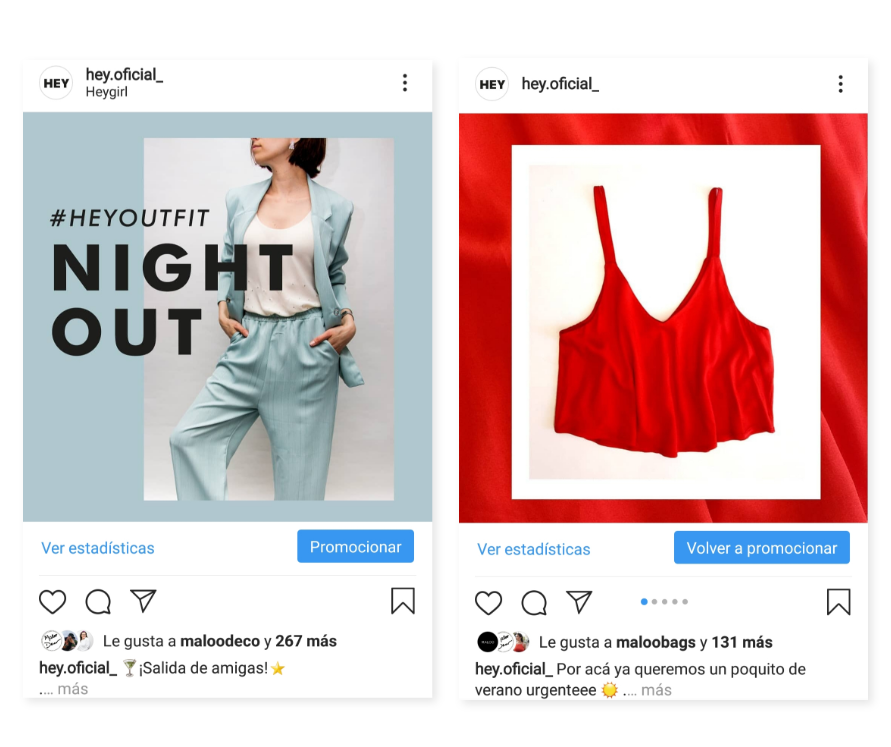 HEY
hey.oficial_
Heygirl
#HEYOUTFIT
NIGHT
OUT
Ver estadísticas
Promocionar
Le gusta a maloodeco y 267 más
hey.oficial_ 🍸¡Salida de amigas!⭐
.... más
HEY
hey.oficial_
Ver estadísticas
Volver a promocionar
Le gusta a maloobags y 131 más
hey.oficial_ Por acá ya queremos un poquito de
verano urgenteee 🌞 .... más